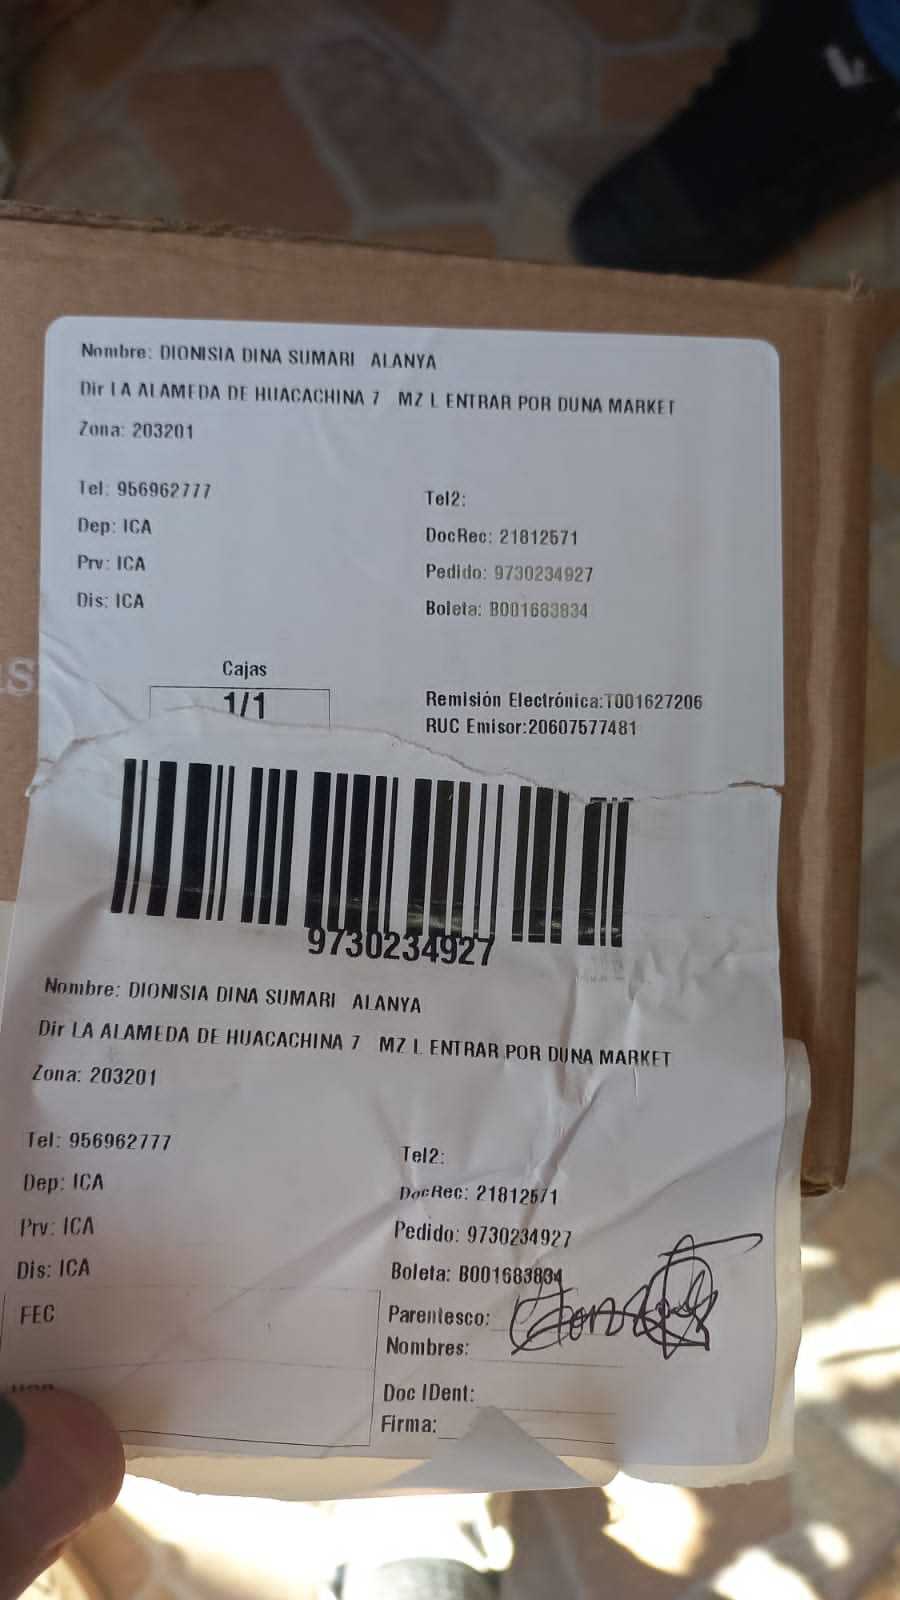 Nombre: DIONISIA DINA SUMARI ALANYA
Dir LA ALAMEDA DE HUACACHINA 7 MZ L ENTRAR POR DUNA MARKET
Zona: 203201
Tel: 956962777
Tel2:
Dep: ICA
DocRec: 21812571
Prv: ICA
Pedido: 9730234927
Dis: ICA
Boleta: B001683834
Cajas
1/1
Remisión Electrónica:T001627206
RUC Emisor:20607577481
9730234927
Nombre: DIONISIA DINA SUMARI ALANYA
Dir LA ALAMEDA DE HUACACHINA 7 MZ L ENTRAR POR DUNA MARKET
Zona: 203201
Tel: 956962777
Tel2:
Dep: ICA
DocRec: 21812571
Prv: ICA
Pedido: 9730234927
Dis: ICA
Boleta: B001683834
FEC
Parentesco:
Nombres:
Doc IDent:
Firma: